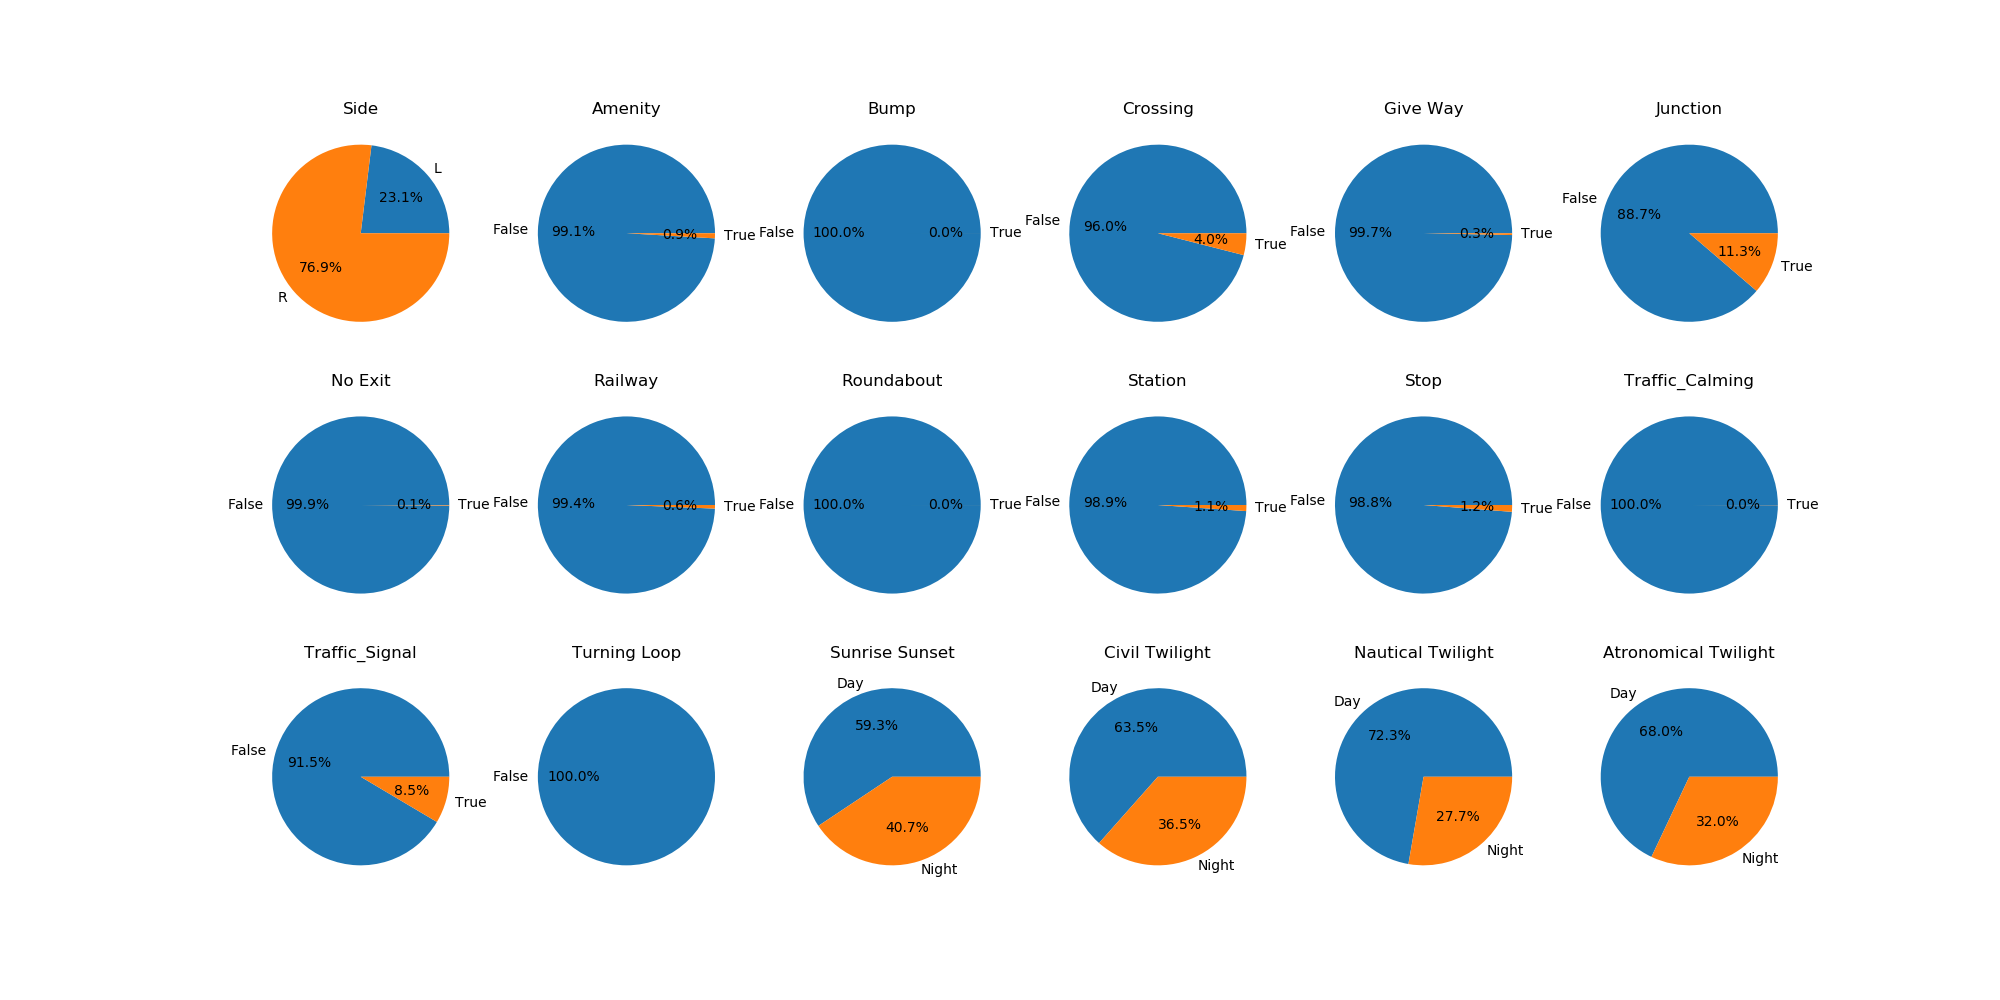 Side
L
23.1%
76.9%
R
Amenity
False
99.1%
0.9%
True
Bump
False
100.0%
0.0%
True
Crossing
False
96.0%
4.0%
True
Give Way
False
99.7%
0.3%
True
Junction
False
88.7%
11.3%
True
No Exit
False
99.9%
0.1%
True
Railway
False
99.4%
0.6%
True
Roundabout
False
100.0%
0.0%
True
Station
False
98.9%
1.1%
True
Stop
False
98.8%
1.2%
True
Traffic_Calming
False
100.0%
0.0%
True
Traffic_Signal
False
91.5%
8.5%
True
Turning Loop
False
100.0%
Sunrise Sunset
Day
59.3%
40.7%
Night
Civil Twilight
Day
63.5%
36.5%
Night
Nautical Twilight
Day
72.3%
27.7%
Night
Atronomical Twilight
Day
68.0%
32.0%
Night